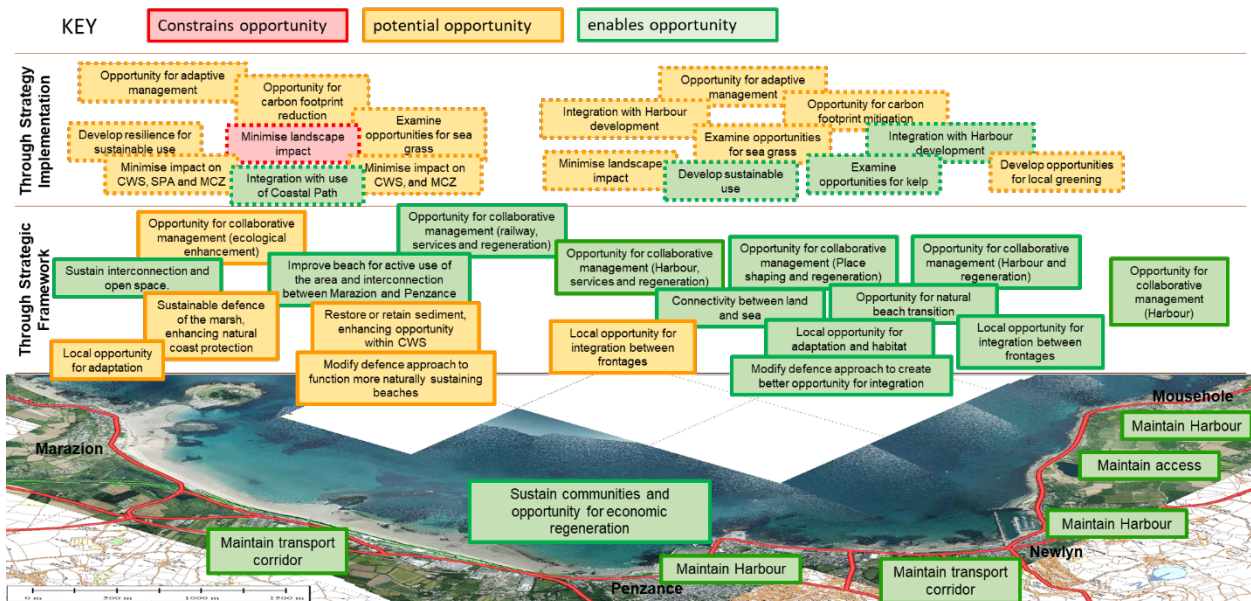 KEY
Constrains opportunity
potential opportunity
enables opportunity
Through Strategy
Implementation
Opportunity for adaptive
management
Opportunity for
carbon footprint
reduction
Examine
opportunities for sea
grass
Develop resilience for
sustainable use
Minimise landscape
impact
Minimise impact on
CWS, SPA and MCZ
Integration with use
of Coastal Path
Minimise impact on
CWS, and MCZ
Opportunity for adaptive
management
Integration with Harbour
development
Opportunity for carbon
footprint mitigation
Examine opportunities
for sea grass
Integration with Harbour
development
Minimise landscape
impact
Develop sustainable
use
Examine
opportunities for kelp
Develop opportunities
for local greening
Through Strategic
Framework
Opportunity for collaborative
management (ecological
enhancement)
Opportunity for collaborative
management (railway,
services and regeneration)
Sustain interconnection and
open space.
Improve beach for active use of
the area and interconnection
between Marazion and Penzance
Sustainable defence
of the marsh,
enhancing natural
coast protection
Restore or retain sediment,
enhancing opportunity
within CWS
Local opportunity
for adaptation
Modify defence approach to
function more naturally sustaining
beaches
Opportunity for collaborative
management (Harbour,
services and regeneration)
Opportunity for collaborative
management (Place
shaping and regeneration)
Opportunity for collaborative
management (Harbour and
regeneration)
Opportunity for
collaborative
management
(Harbour)
Connectivity between land
and sea
Opportunity for natural
beach transition
Local opportunity for
integration between
frontages
Local opportunity for
adaptation and habitat
Local opportunity for
integration between
frontages
Modify defence approach to create
better opportunity for integration
Mousehole
Maintain Harbour
Marazion
Maintain access
Sustain communities and
opportunity for economic
regeneration
Maintain Harbour
Maintain transport
corridor
Newlyn
Maintain Harbour
Maintain transport
corridor
Penzance
0
500 m
1000 m
1500 m